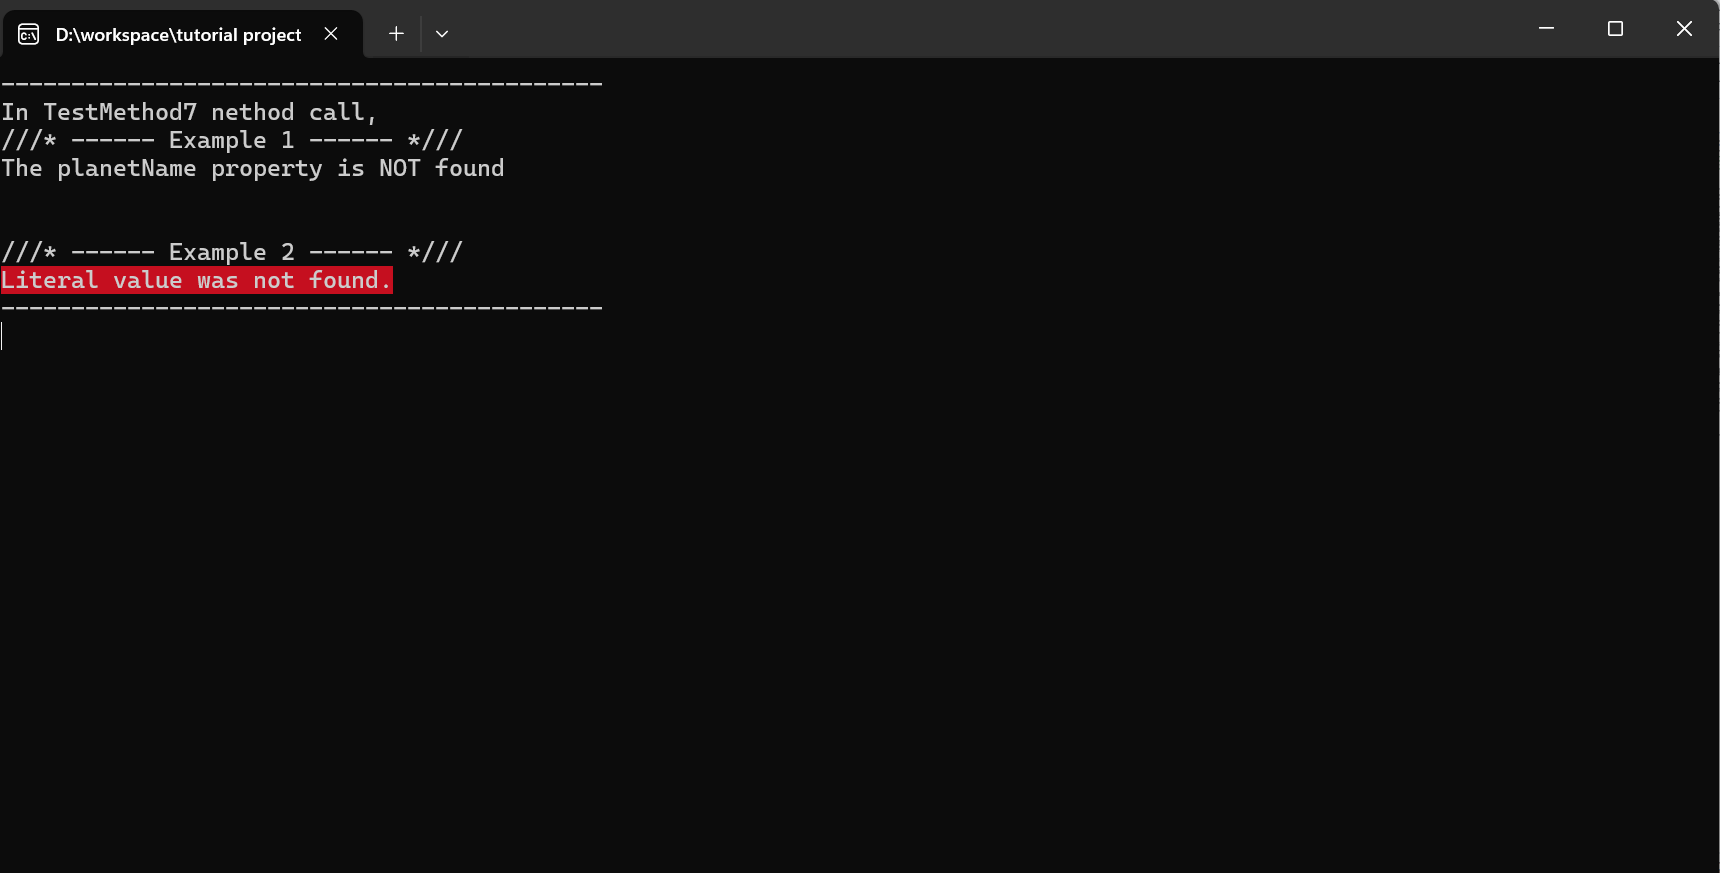 D:\workspace\tutorial project
-------------------------------------------
In TestMethod7 nethod call,
///* ------ Example 1 ------ *///
The planetName property is NOT found
///* ------ Example 2 ------ *///
Literal value was not found.
-------------------------------------------